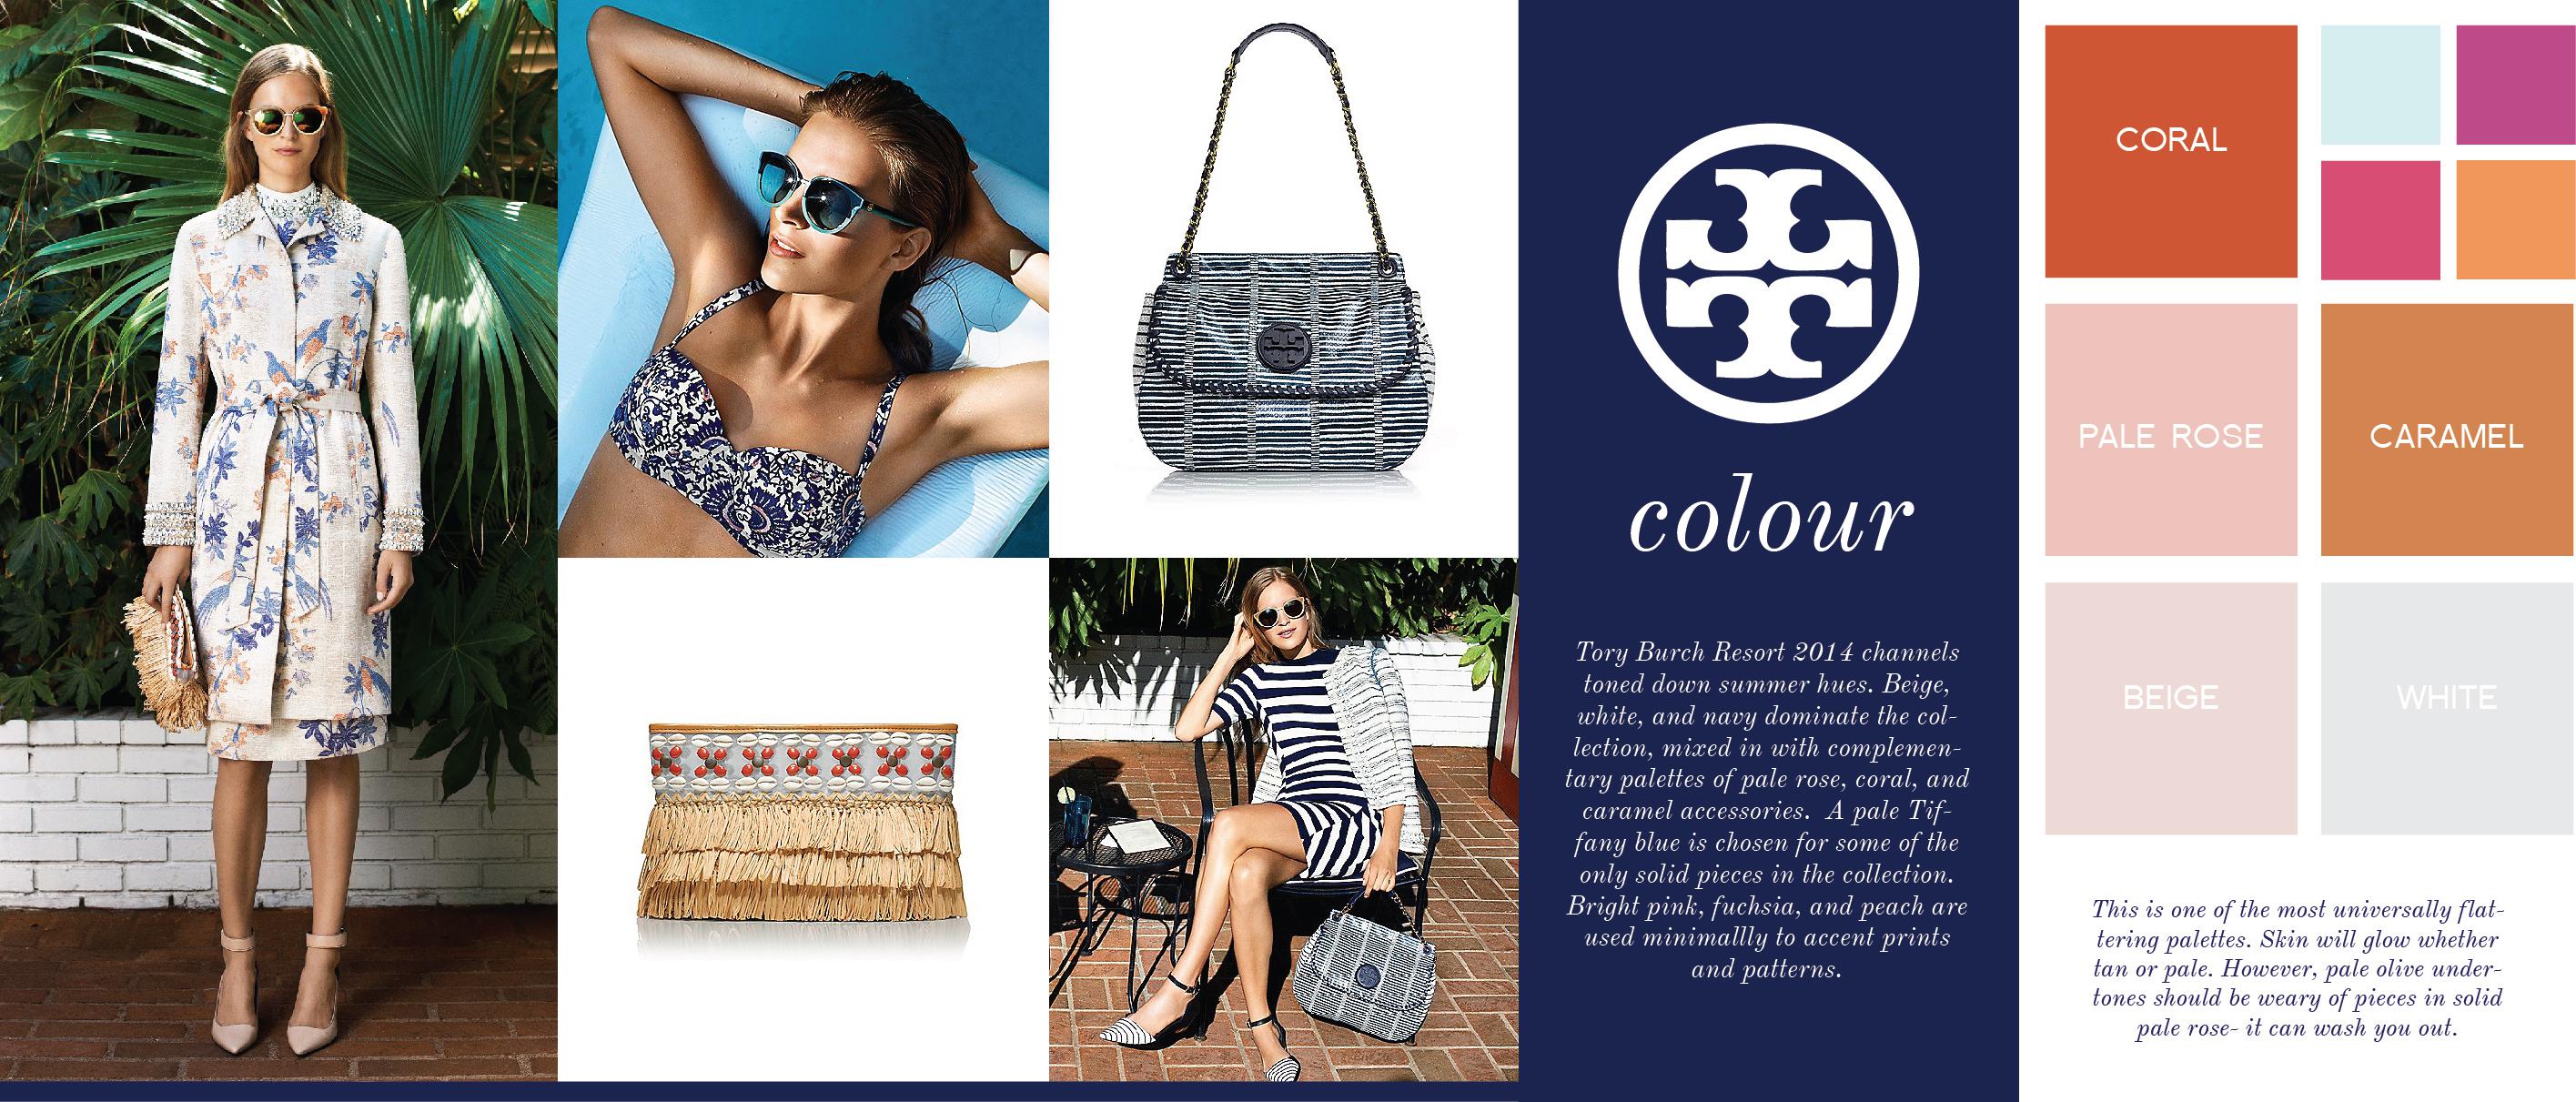 colour
Tory Burch Resort 2014 channels
toned down summer hues. Beige,
white, and navy dominate the col-
lection, mixed in with complemen-
tary palettes of pale rose, coral, and
caramel accessories.  A pale Tif-
fany blue is chosen for some of the
only solid pieces in the collection.
Bright pink, fuchsia, and peach are
used minimallly to accent prints
and patterns.
CORAL
PALE ROSE
CARAMEL
BEIGE
WHITE
This is one of the most universally flat-
tering palettes. Skin will glow whether
tan or pale. However, pale olive under-
tones should be weary of pieces in solid
pale rose- it can wash you out.